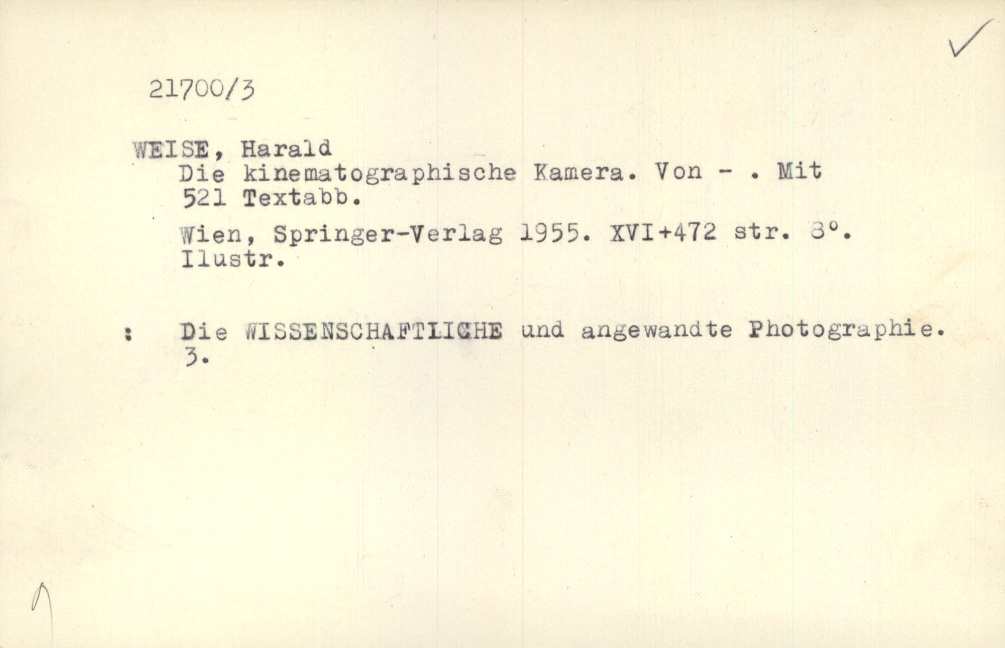 21700/3
WEISE, Harald
Die kinematographische Kamera. Von - . Mit
521 Textabb.
Wien, Springer-Verlag 1955. XVI+472 str. 8°.
Ilustr.
: Die WISSENSCHAFTLICHE und angewandte Photographie.
3.